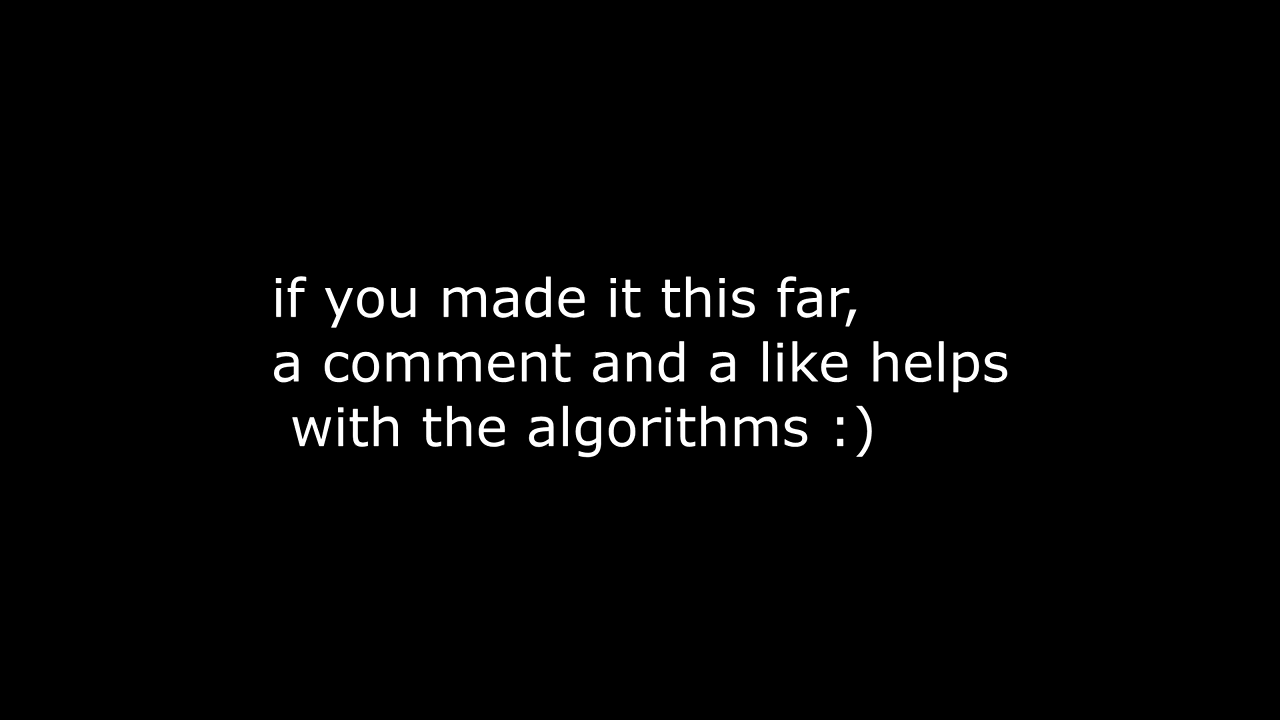 if you made it this far,
a comment and a like helps
with the algorithms :)